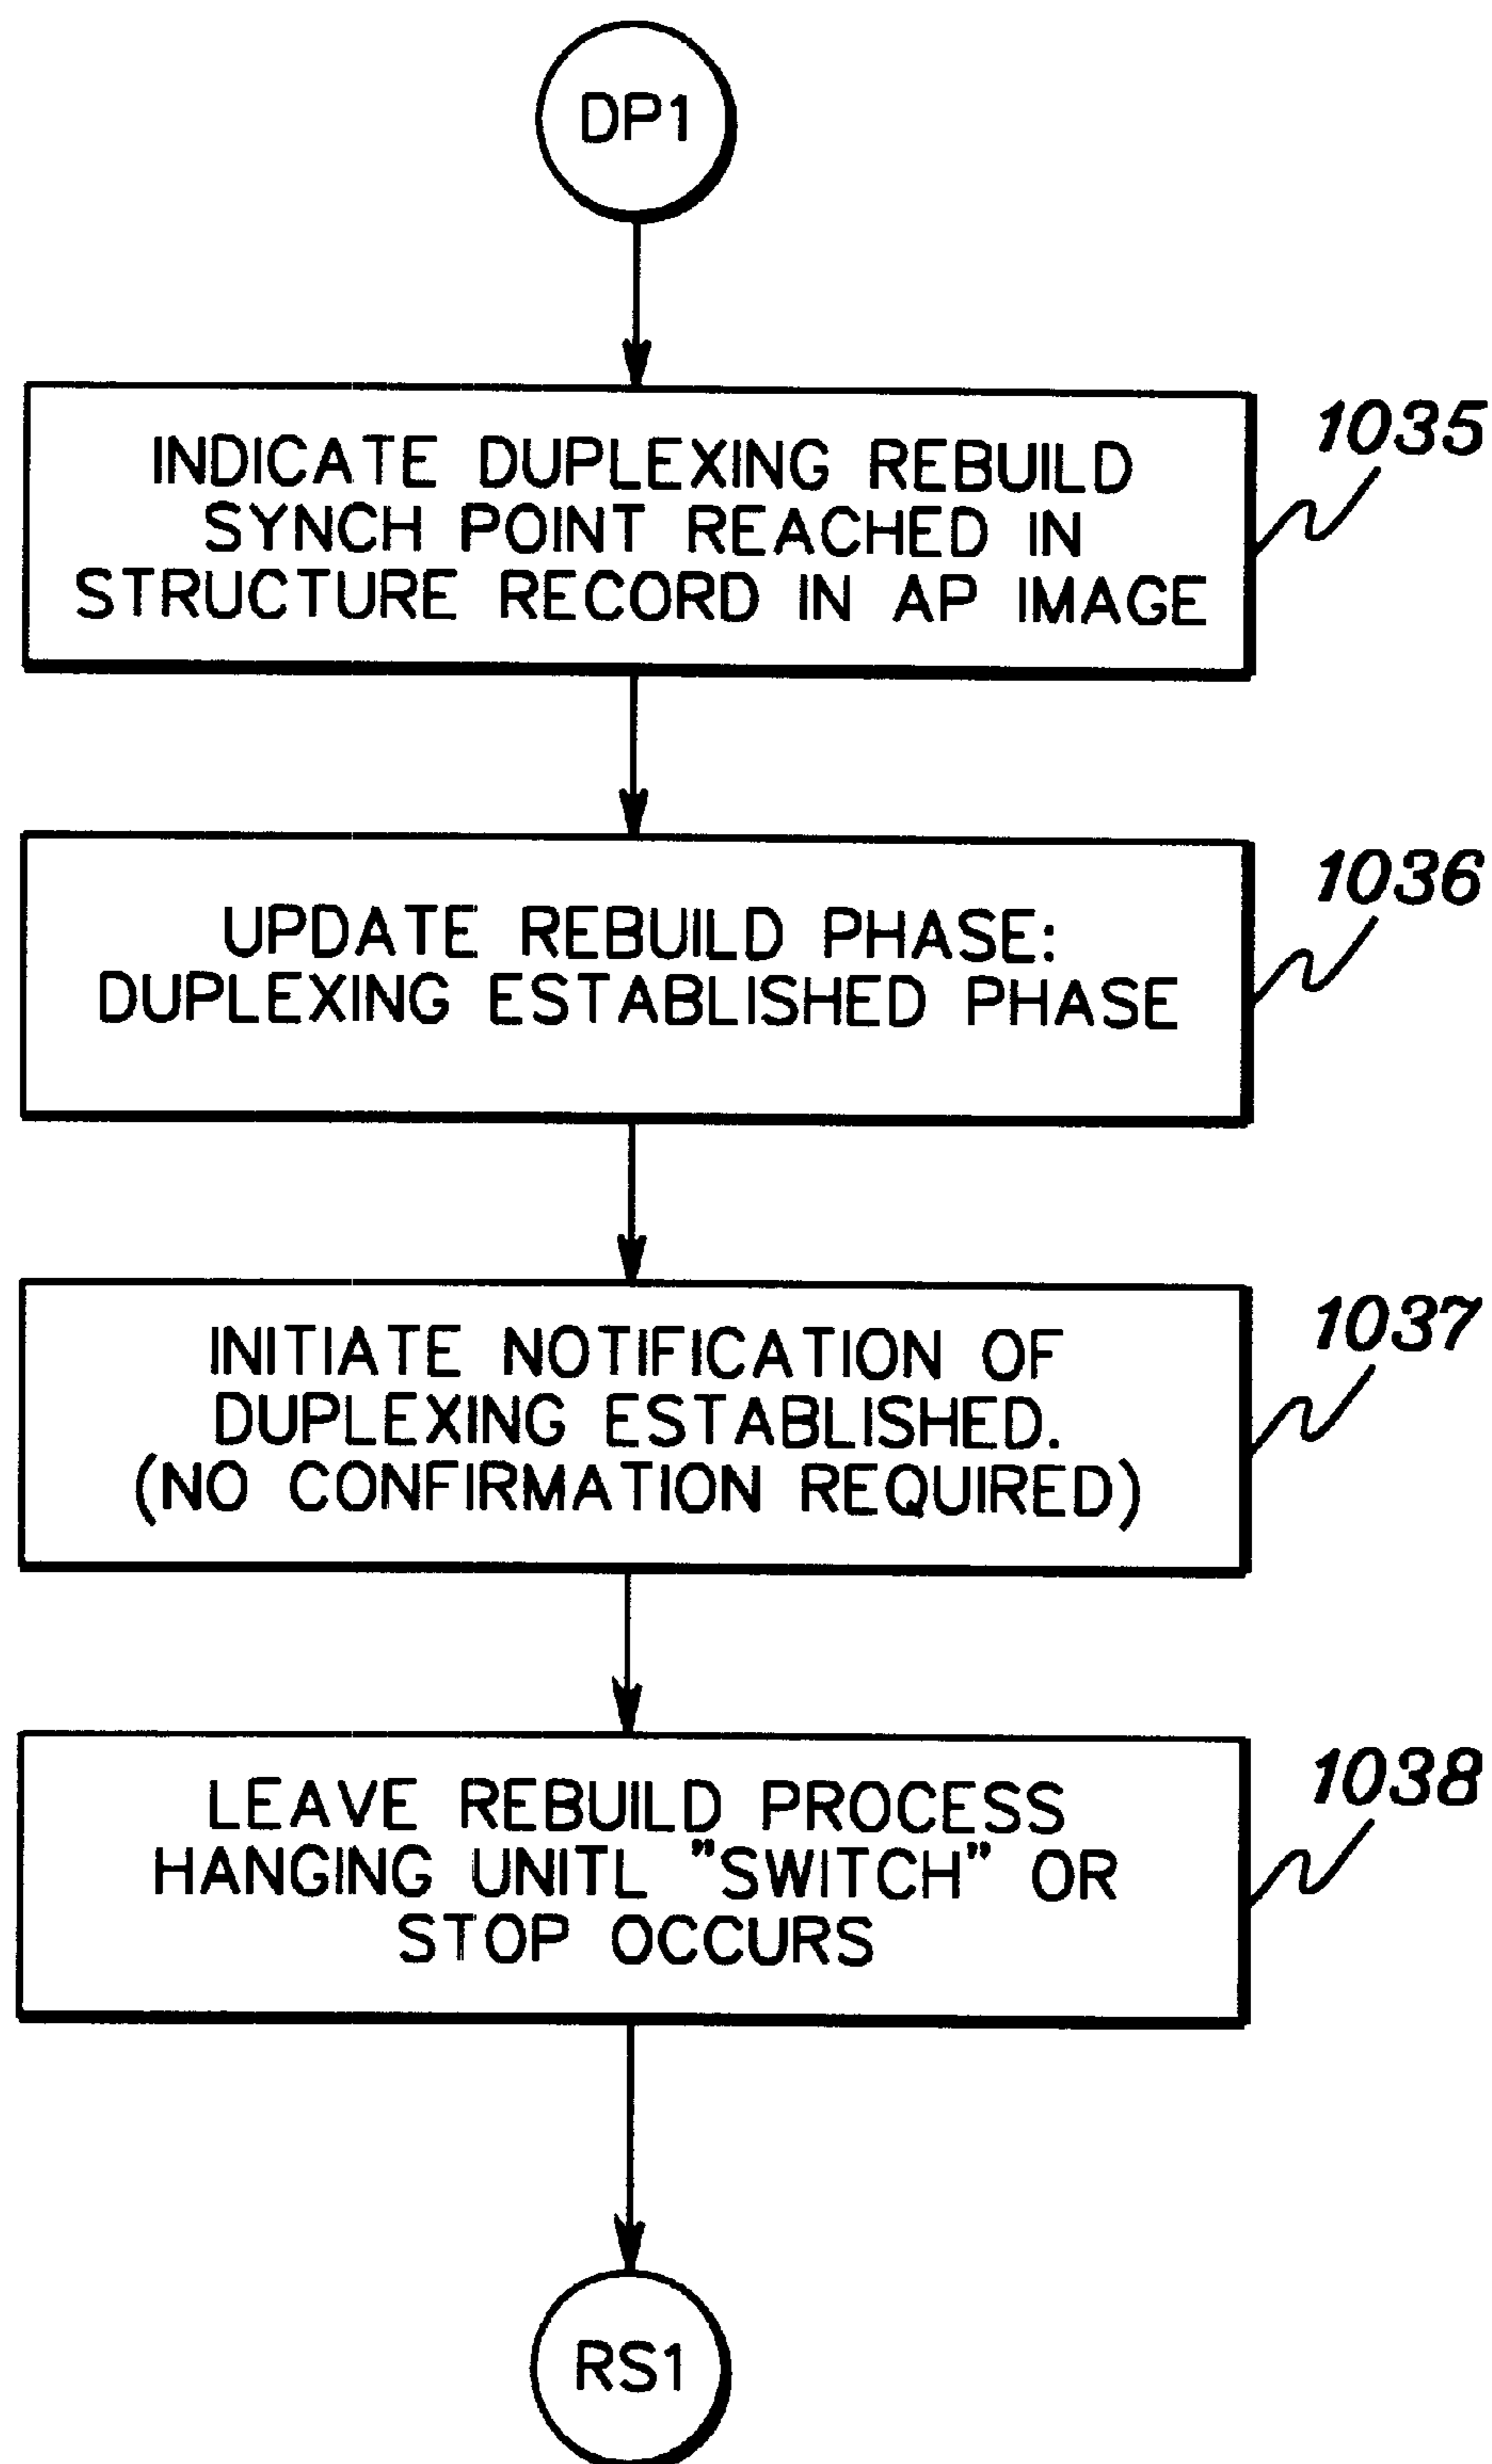 DP1
INDICATE DUPLEXING REBUILD
SYNCH POINT REACHED IN
STRUCTURE RECORD IN AP IMAGE
1035
UPDATE REBUILD PHASE:
DUPLEXING ESTABLISHED PHASE
1036
INITIATE NOTIFICATION OF
DUPLEXING ESTABLISHED.
(NO CONFIRMATION REQUIRED)
1037
LEAVE REBUILD PROCESS
HANGING UNITL "SWITCH" OR
STOP OCCURS
1038
RS1